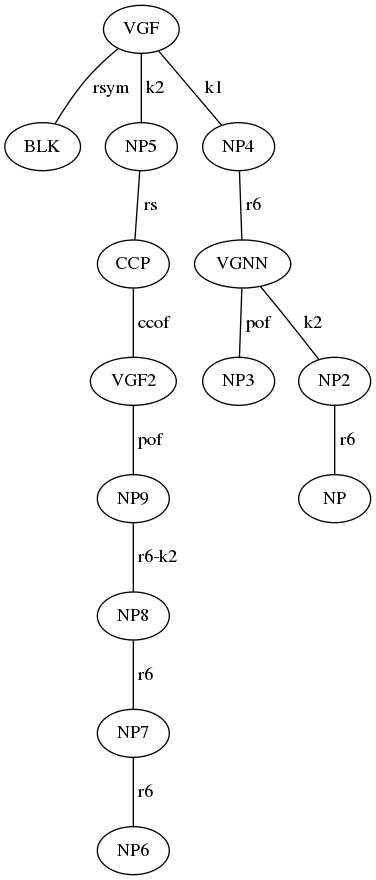 VGF
rsym k2 k1
BLK NP5 NP4
rs r6
CCP VGNN
ccof pof k2
VGF2 NP3 NP2
pof r6
NP9 NP
r6-k2
NP8
r6
NP7
r6
NP6